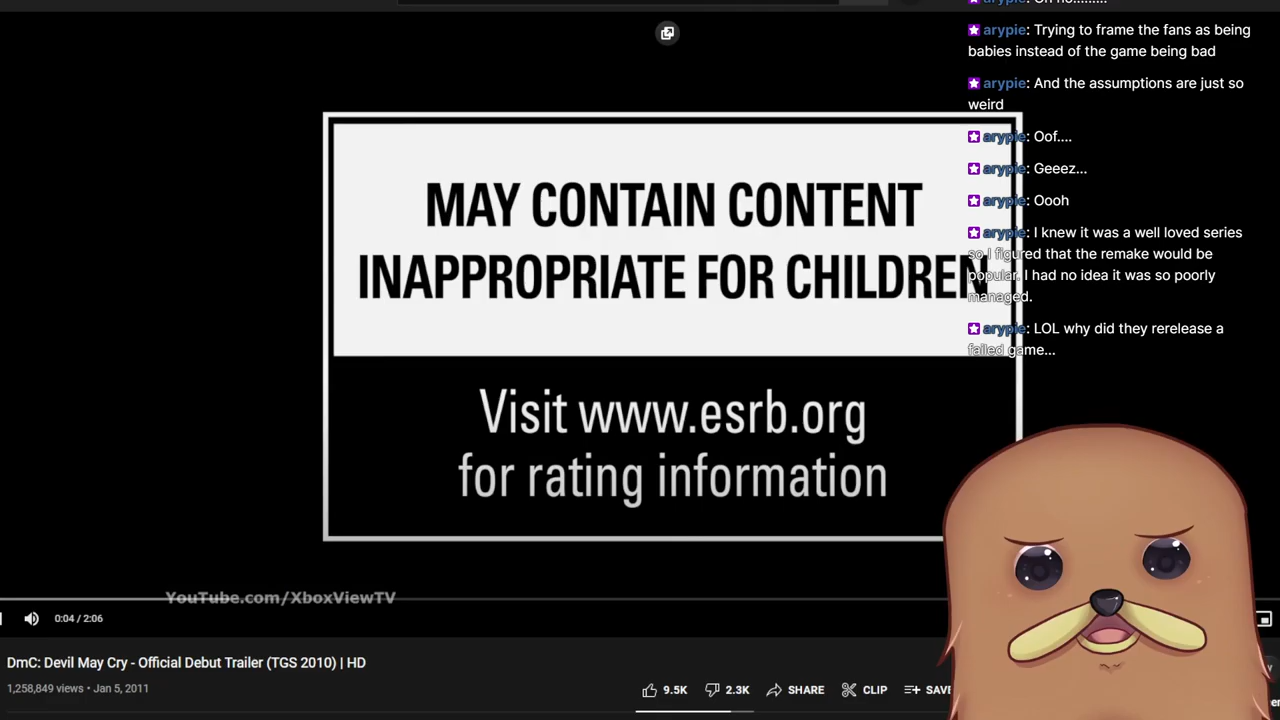 MAY CONTAIN CONTENT
INAPPROPRIATE FOR CHILDREN
Visit www.esrb.org
for rating information
YouTube.com/XboxViewTV
0:04 / 2:06
DmC: Devil May Cry - Official Debut Trailer (TGS 2010) | HD
1,258,849 views • Jan 5, 2011
9.5K
2.3K
SHARE
CLIP
SAVE
arypie: Trying to frame the fans as being
babies instead of the game being bad
arypie: And the assumptions are just so
weird
arypie: Oof....
arypie: Geeez...
arypie: Oooh
arypie: I knew it was a well loved series
so I figured that the remake would be
popular. I had no idea it was so poorly
managed.
arypie: LOL why did they rerelease a
failed game...